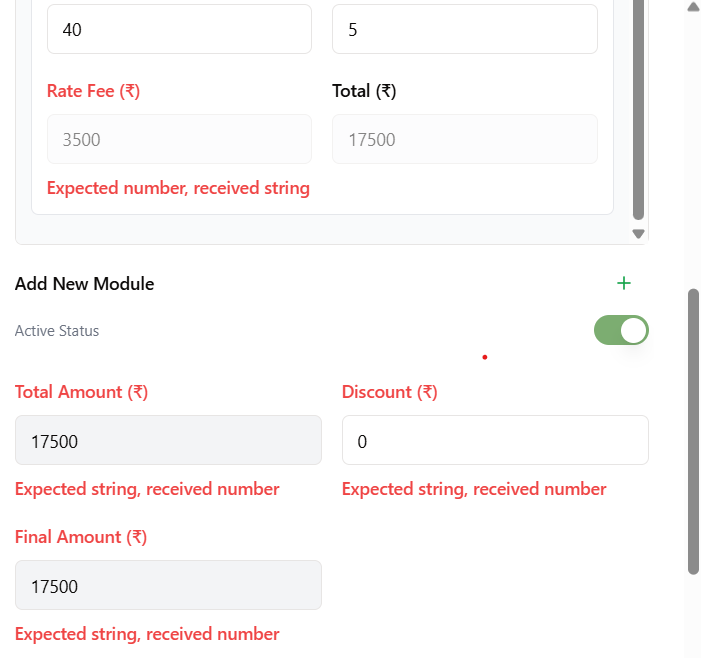 40 5
Rate Fee (₹) Total (₹)
3500 17500
Expected number, received string
Add New Module +
Active Status
Total Amount (₹) Discount (₹)
17500 0
Expected string, received number Expected string, received number
Final Amount (₹)
17500
Expected string, received number